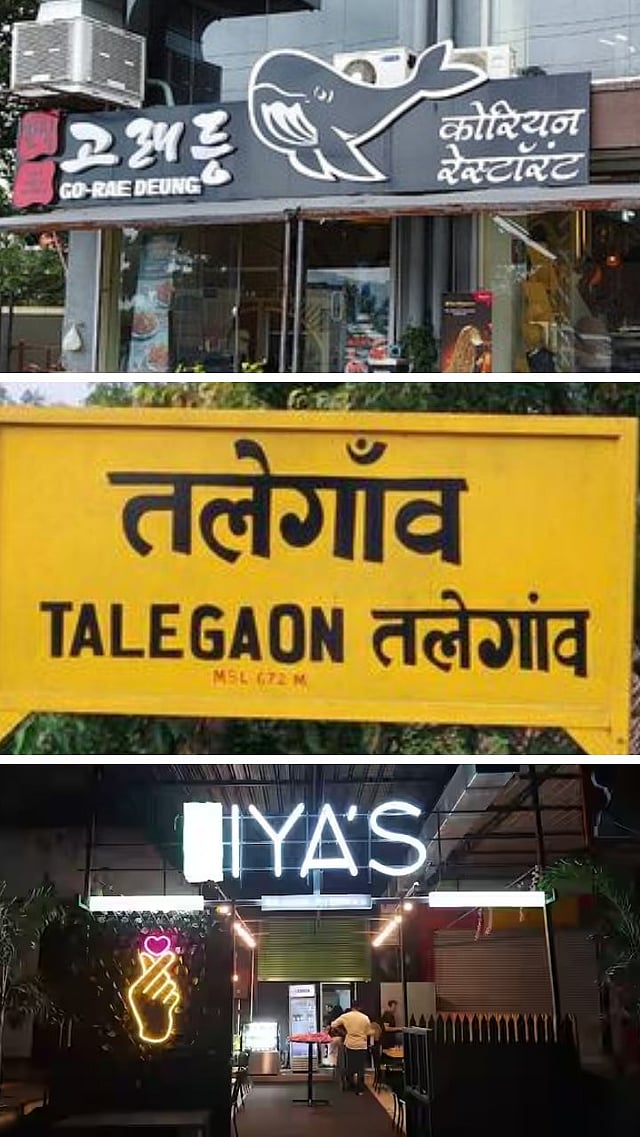 고래등
GO-RAE DEUNG
कोरियन
रेस्टॉरंट
तलेगाँव
TALEGAON तलेगांव
MSL 672 M
IYA'S